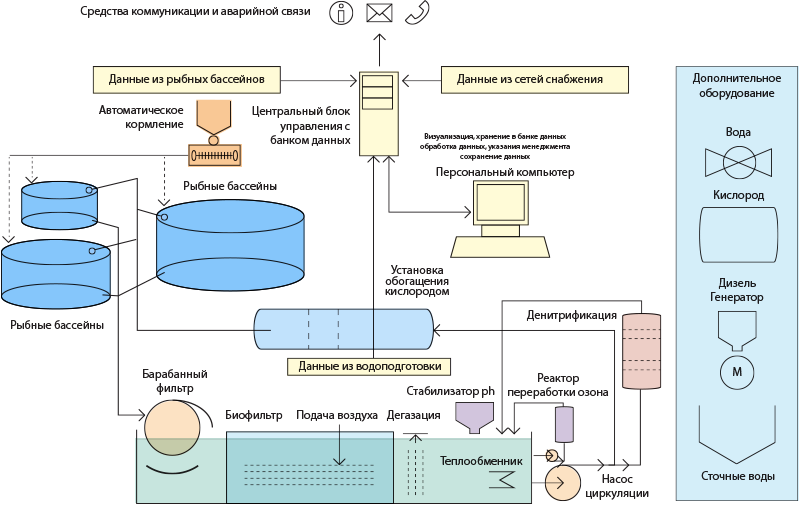 Средства коммуникации и аварийной связи
Данные из рыбных бассейнов
Данные из сетей снабжения
Дополнительное
оборудование
Автоматическое
кормление
Центральный блок
управления с
банком данных
Визуализация, хранение в банке данных
обработка данных, указания менеджмента
сохранение данных
Персональный компьютер
Вода
Рыбные бассейны
Кислород
Установка
обогащения
кислородом
Дизель
Генератор
Рыбные бассейны
Денитрификация
M
Данные из водоподготовки
Барабанный
фильтр
Стабилизатор ph
Реактор
переработки озона
Биофильтр
Подача воздуха
Дегазация
Теплообменник
Насос
циркуляции
Сточные воды